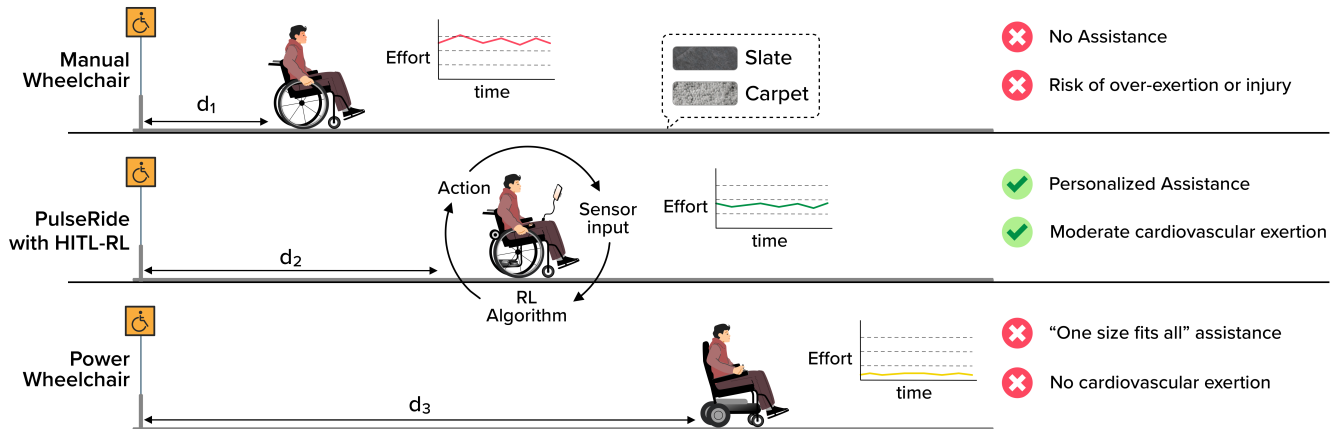 Manual
Wheelchair
d₁
Effort
time
Slate
Carpet
No Assistance
Risk of over-exertion or injury
PulseRide
with HITL-RL
d₂
Action
Sensor
input
RL
Algorithm
Effort
time
Personalized Assistance
Moderate cardiovascular exertion
Power
Wheelchair
d₃
Effort
time
“One size fits all” assistance
No cardiovascular exertion